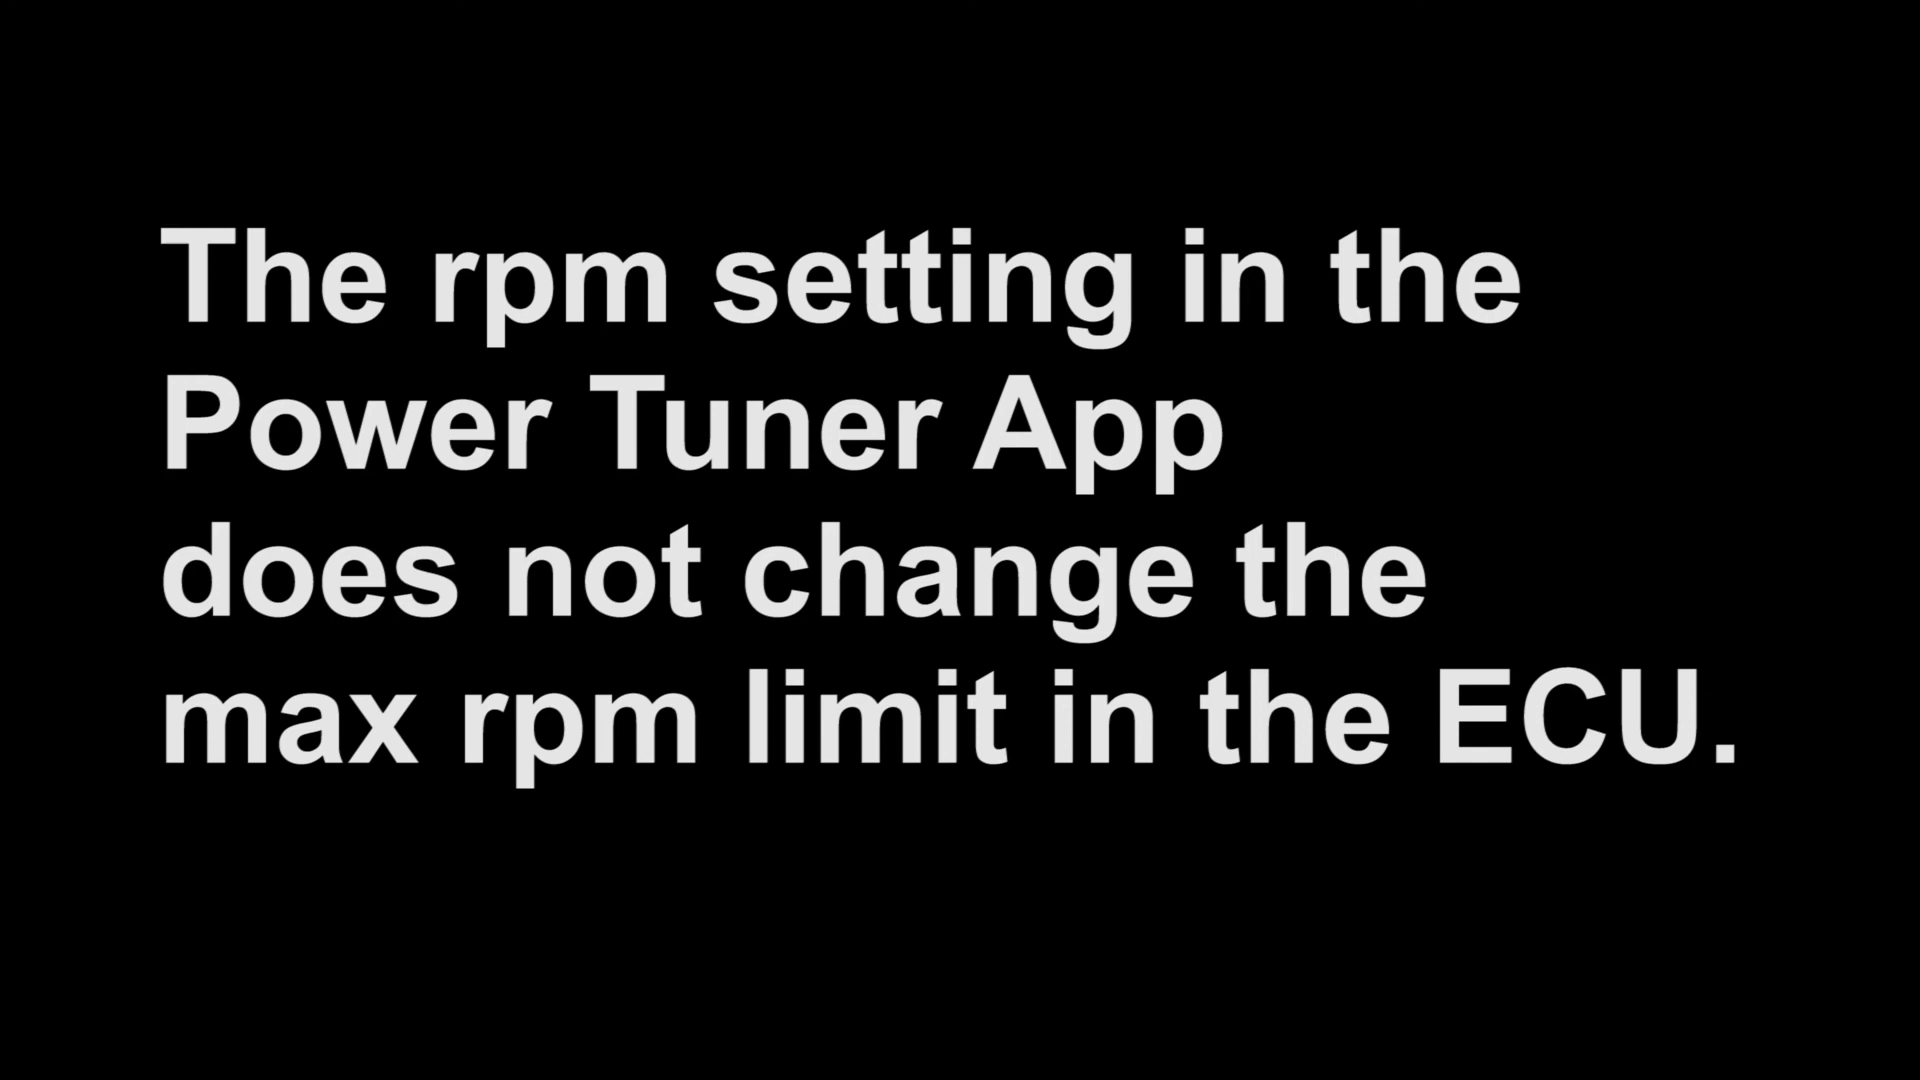 The rpm setting in the
Power Tuner App
does not change the
max rpm limit in the ECU.